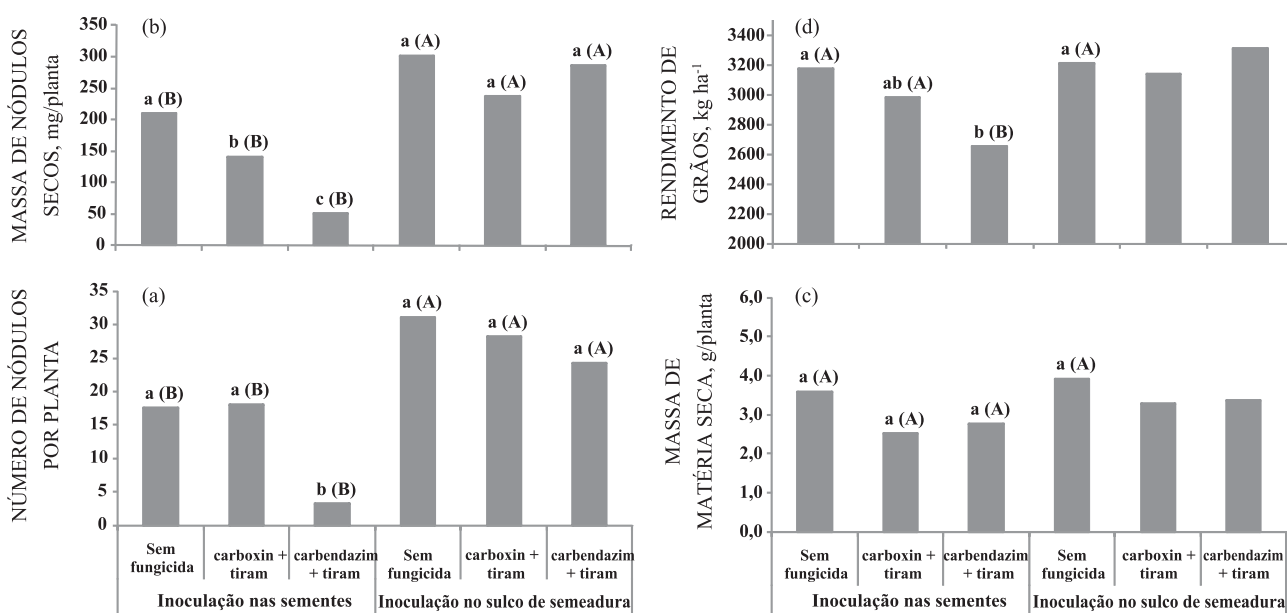 MASSA DE NÓDULOS
SECOS, mg/planta
350
300
250
200
150
100
50
0
(b)
a (B)
b (B)
c (B)
a (A)
a (A)
a (A)
RENDIMENTO DE
GRÃOS, kg ha-1
3400
3200
3000
2800
2600
2400
2200
2000
(d)
a (A)
ab (A)
b (B)
a (A)
NÚMERO DE NÓDULOS
POR PLANTA
35
30
25
20
15
10
5
0
(a)
a (B)
a (B)
b (B)
a (A)
a (A)
a (A)
Sem
fungicida
carboxin +
tiram
carbendazim
+ tiram
Sem
fungicida
carboxin +
tiram
carbendazim
+ tiram
Inoculação nas sementes
Inoculação no sulco de semeadura
MASSA DE
MATÉRIA SECA, g/planta
6,0
5,0
4,0
3,0
2,0
1,0
0,0
(c)
a (A)
a (A)
a (A)
a (A)
Sem
fungicida
carboxin +
tiram
carbendazim
+ tiram
Sem
fungicida
carboxin +
tiram
carbendazim
+ tiram
Inoculação nas sementes
Inoculação no sulco de semeadura